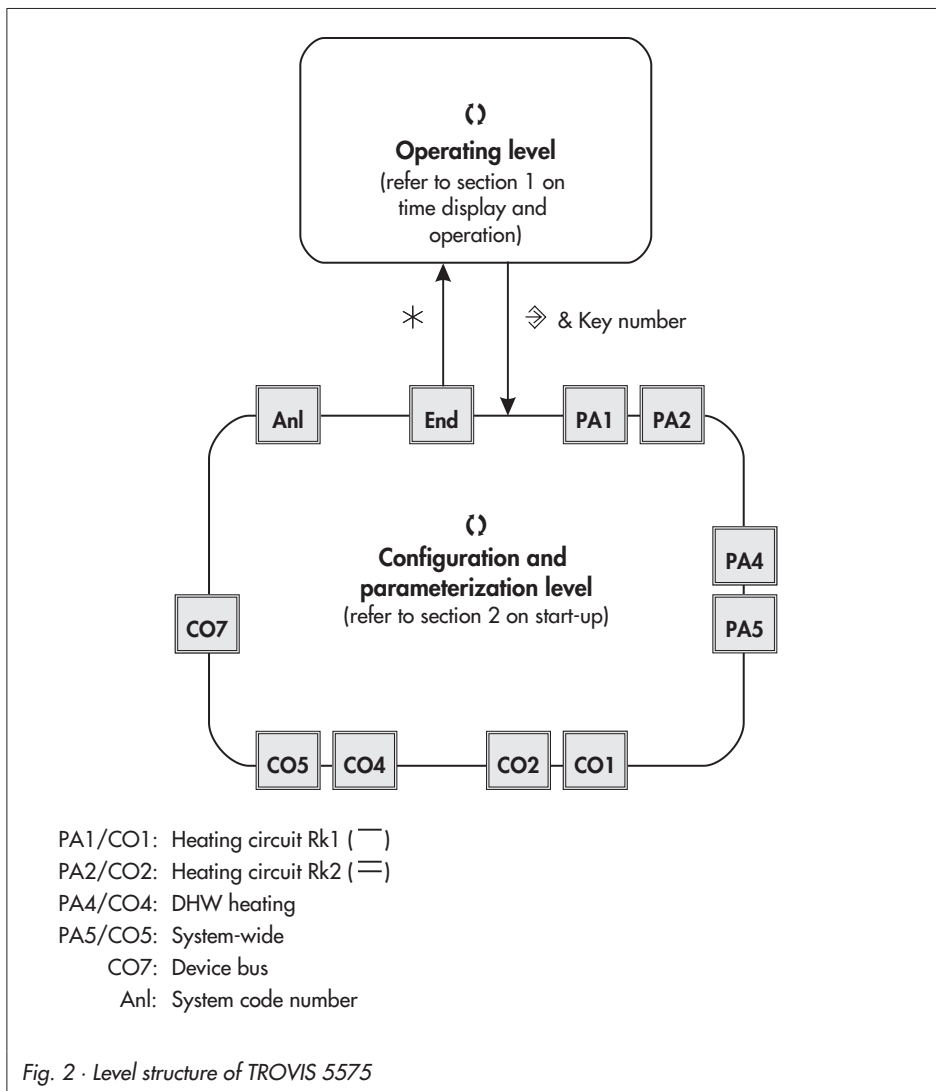 Operating level
(refer to section 1 on
time display and
operation)
& Key number
Anl
End
PA1
PA2
Configuration and
parameterization level
(refer to section 2 on start-up)
PA4
PA5
CO7
CO5
CO4
CO2
CO1
PA1/CO1: Heating circuit Rk1 ( )
PA2/CO2: Heating circuit Rk2 ( )
PA4/CO4: DHW heating
PA5/CO5: System-wide
CO7: Device bus
Anl: System code number
Fig. 2 · Level structure of TROVIS 5575